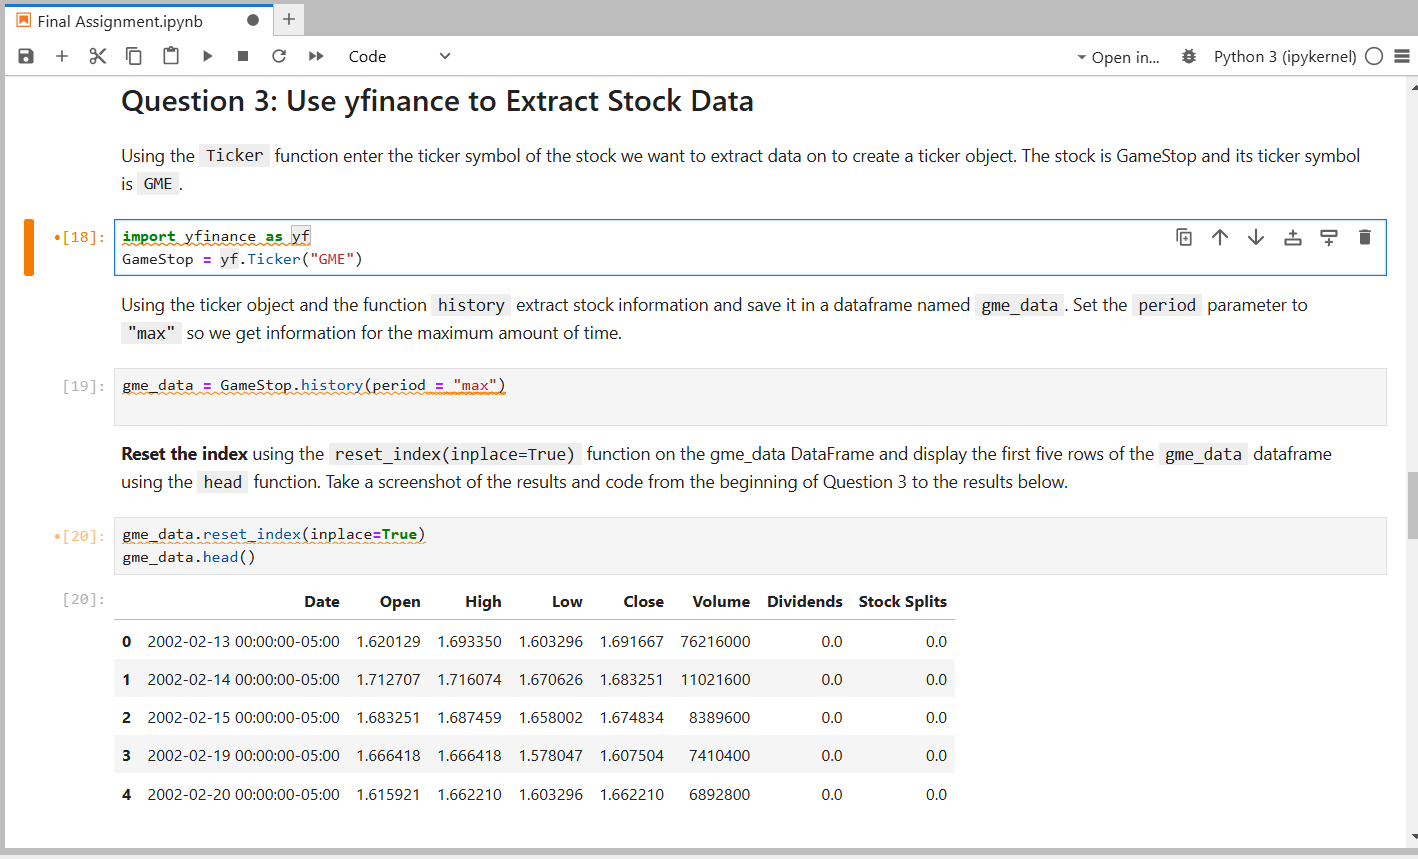 Final Assignment.ipynb
Code
Open in...
Python 3 (ipykernel)
Question 3: Use yfinance to Extract Stock Data
Using the Ticker function enter the ticker symbol of the stock we want to extract data on to create a ticker object. The stock is GameStop and its ticker symbol
is GME .
•[18]:
import yfinance as yf
GameStop = yf.Ticker("GME")
Using the ticker object and the function history extract stock information and save it in a dataframe named gme_data . Set the period parameter to
"max" so we get information for the maximum amount of time.
[19]:
gme_data = GameStop.history(period = "max")
Reset the index using the reset_index(inplace=True) function on the gme_data DataFrame and display the first five rows of the gme_data dataframe
using the head function. Take a screenshot of the results and code from the beginning of Question 3 to the results below.
•[20]:
gme_data.reset_index(inplace=True)
gme_data.head()
[20]:
Date Open High Low Close Volume Dividends Stock Splits
0 2002-02-13 00:00:00-05:00 1.620129 1.693350 1.603296 1.691667 76216000 0.0 0.0
1 2002-02-14 00:00:00-05:00 1.712707 1.716074 1.670626 1.683251 11021600 0.0 0.0
2 2002-02-15 00:00:00-05:00 1.683251 1.687459 1.658002 1.674834 8389600 0.0 0.0
3 2002-02-19 00:00:00-05:00 1.666418 1.666418 1.578047 1.607504 7410400 0.0 0.0
4 2002-02-20 00:00:00-05:00 1.615921 1.662210 1.603296 1.662210 6892800 0.0 0.0